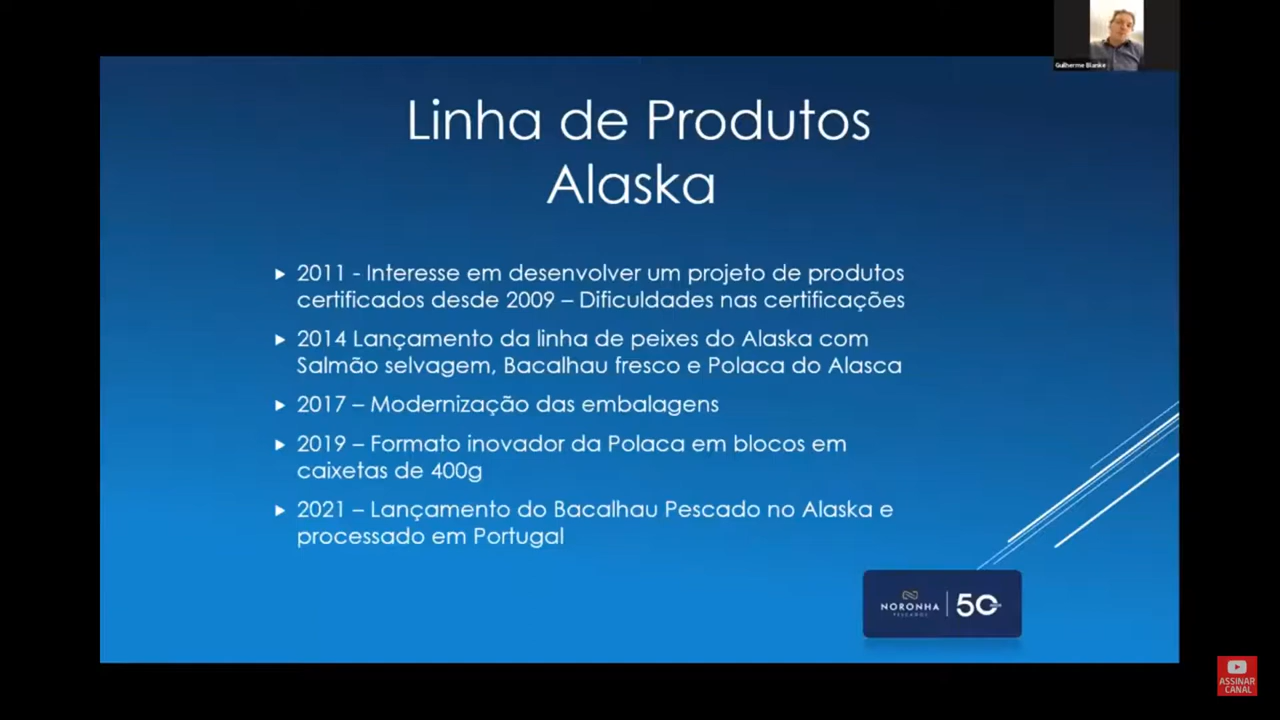 Guilherme Blanke
Linha de Produtos
Alaska
2011 - Interesse em desenvolver um projeto de produtos
certificados desde 2009 – Dificuldades nas certificações
2014 Lançamento da linha de peixes do Alaska com
Salmão selvagem, Bacalhau fresco e Polaca do Alasca
2017 – Modernização das embalagens
2019 – Formato inovador da Polaca em blocos em
caixetas de 400g
2021 – Lançamento do Bacalhau Pescado no Alaska e
processado em Portugal
NORONHA
PESCADOS
50
ASSINAR
CANAL